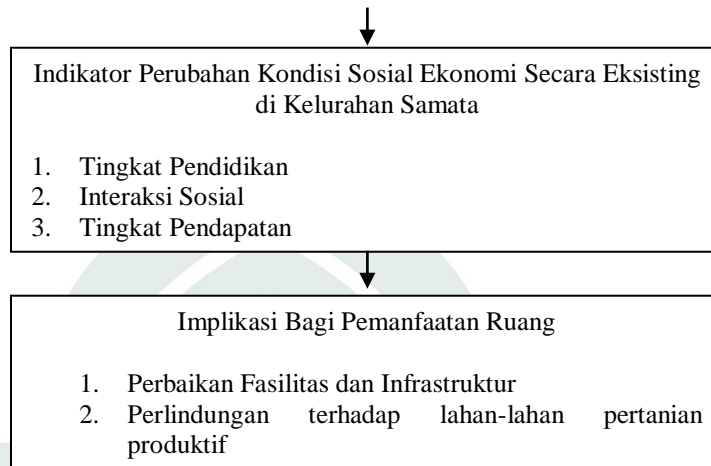 Indikator Perubahan Kondisi Sosial Ekonomi Secara Eksisting
di Kelurahan Samata
1. Tingkat Pendidikan
2. Interaksi Sosial
3. Tingkat Pendapatan
Implikasi Bagi Pemanfaatan Ruang
1. Perbaikan Fasilitas dan Infrastruktur
2. Perlindungan terhadap lahan-lahan pertanian
produktif